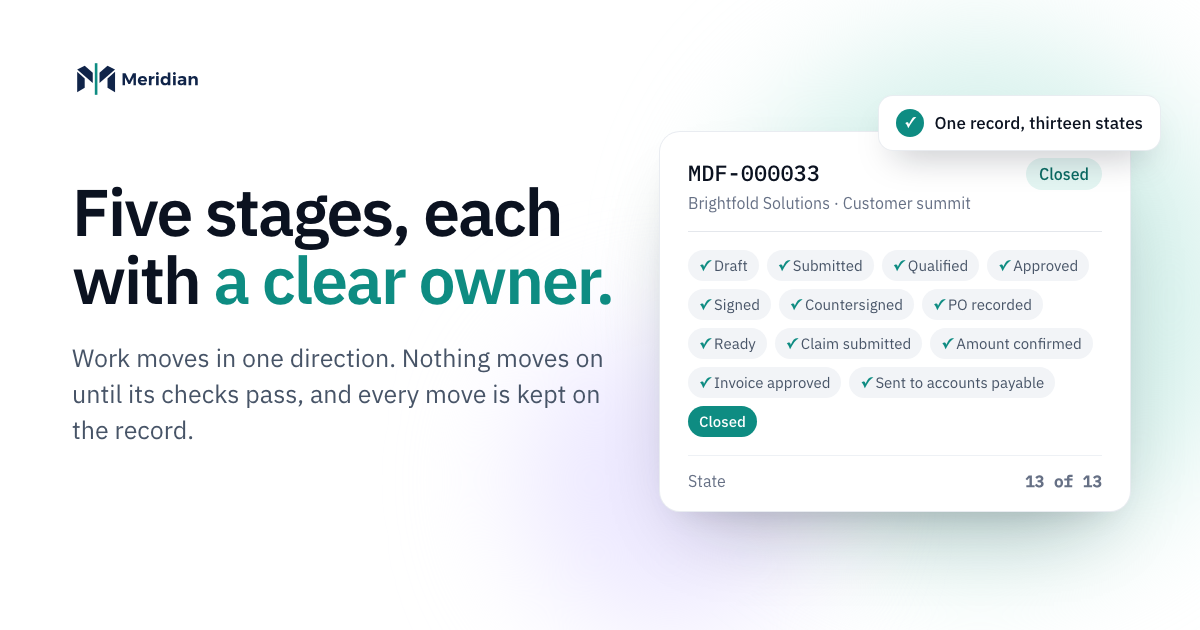 Meridian
Five stages, each
with a clear owner.
Work moves in one direction. Nothing moves on
until its checks pass, and every move is kept on
the record.
✓ One record, thirteen states
MDF-000033
Closed
Brightfold Solutions · Customer summit
✓ Draft ✓ Submitted ✓ Qualified ✓ Approved
✓ Signed ✓ Countersigned ✓ PO recorded
✓ Ready ✓ Claim submitted ✓ Amount confirmed
✓ Invoice approved ✓ Sent to accounts payable
Closed
State 13 of 13